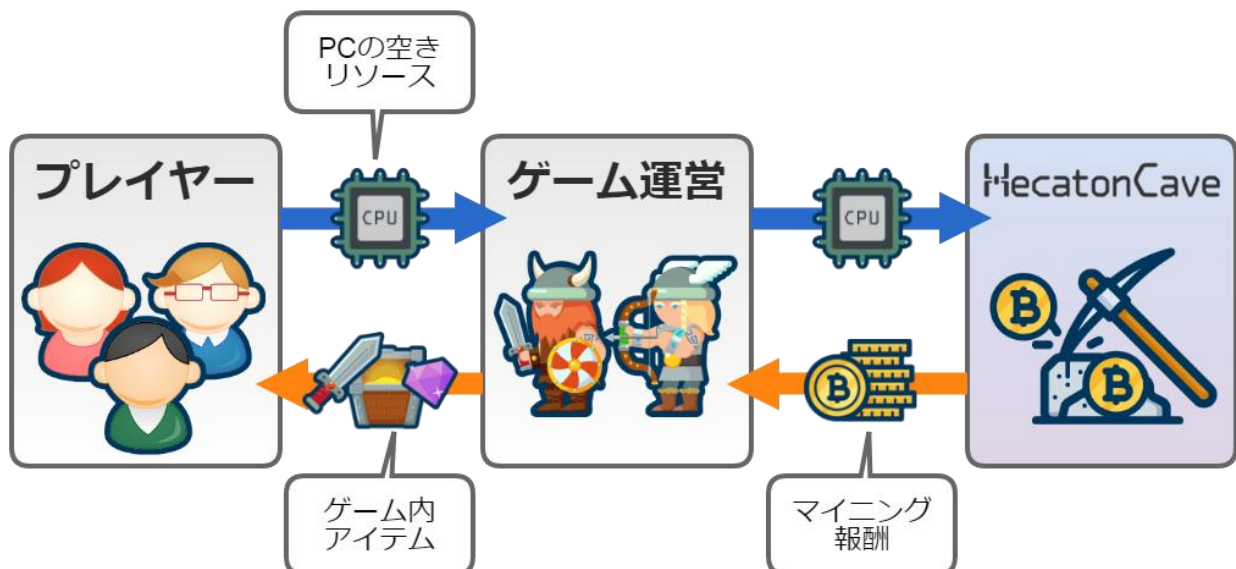 PCの空き
リソース
プレイヤー
CPU
ゲーム運営
CPU
HecatonCave
ゲーム内
アイテム
マイニング
報酬